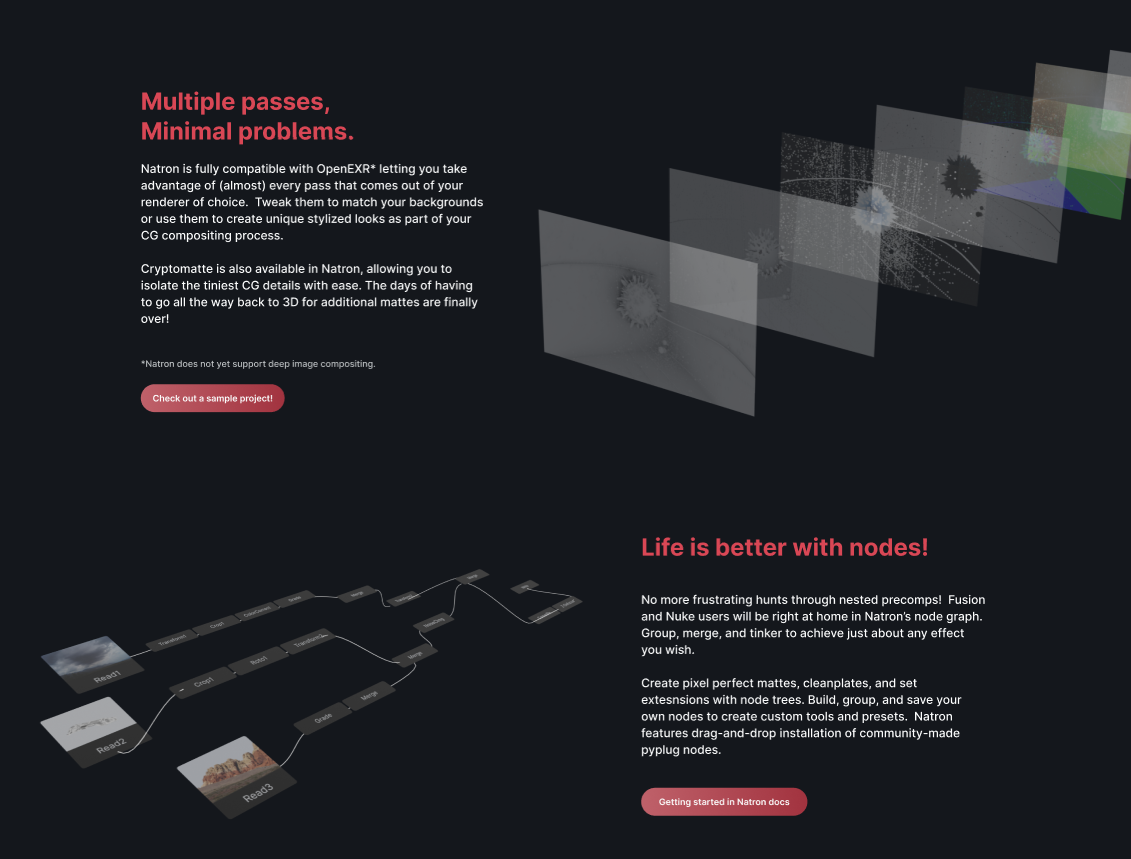 Multiple passes,
Minimal problems.
Natron is fully compatible with OpenEXR* letting you take
advantage of (almost) every pass that comes out of your
renderer of choice.  Tweak them to match your backgrounds
or use them to create unique stylized looks as part of your
CG compositing process.
Cryptomatte is also available in Natron, allowing you to
isolate the tiniest CG details with ease. The days of having
to go all the way back to 3D for additional mattes are finally
over!
*Natron does not yet support deep image compositing.
Check out a sample project!
Life is better with nodes!
No more frustrating hunts through nested precomps!  Fusion
and Nuke users will be right at home in Natron's node graph.
Group, merge, and tinker to achieve just about any effect
you wish.
Create pixel perfect mattes, cleanplates, and set
extesnsions with node trees. Build, group, and save your
own nodes to create custom tools and presets.  Natron
features drag-and-drop installation of community-made
pyplug nodes.
Getting started in Natron docs
Read1
Crop1
Merge
Read2
Crop1
Roto1
Merge
Read3
Grade
Merge